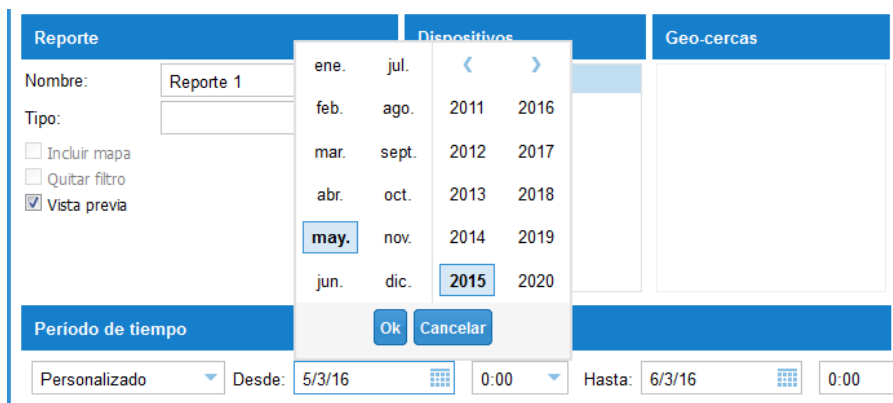 Reporte
Dispositivos
Geo-cercas
Nombre:
Reporte 1
Tipo:
Incluir mapa
Quitar filtro
Vista previa
ene. jul.
feb. ago. 2011 2016
mar. sept. 2012 2017
abr. oct. 2013 2018
may. nov. 2014 2019
jun. dic. 2015 2020
Ok Cancelar
Período de tiempo
Personalizado Desde: 5/3/16 0:00 Hasta: 6/3/16 0:00